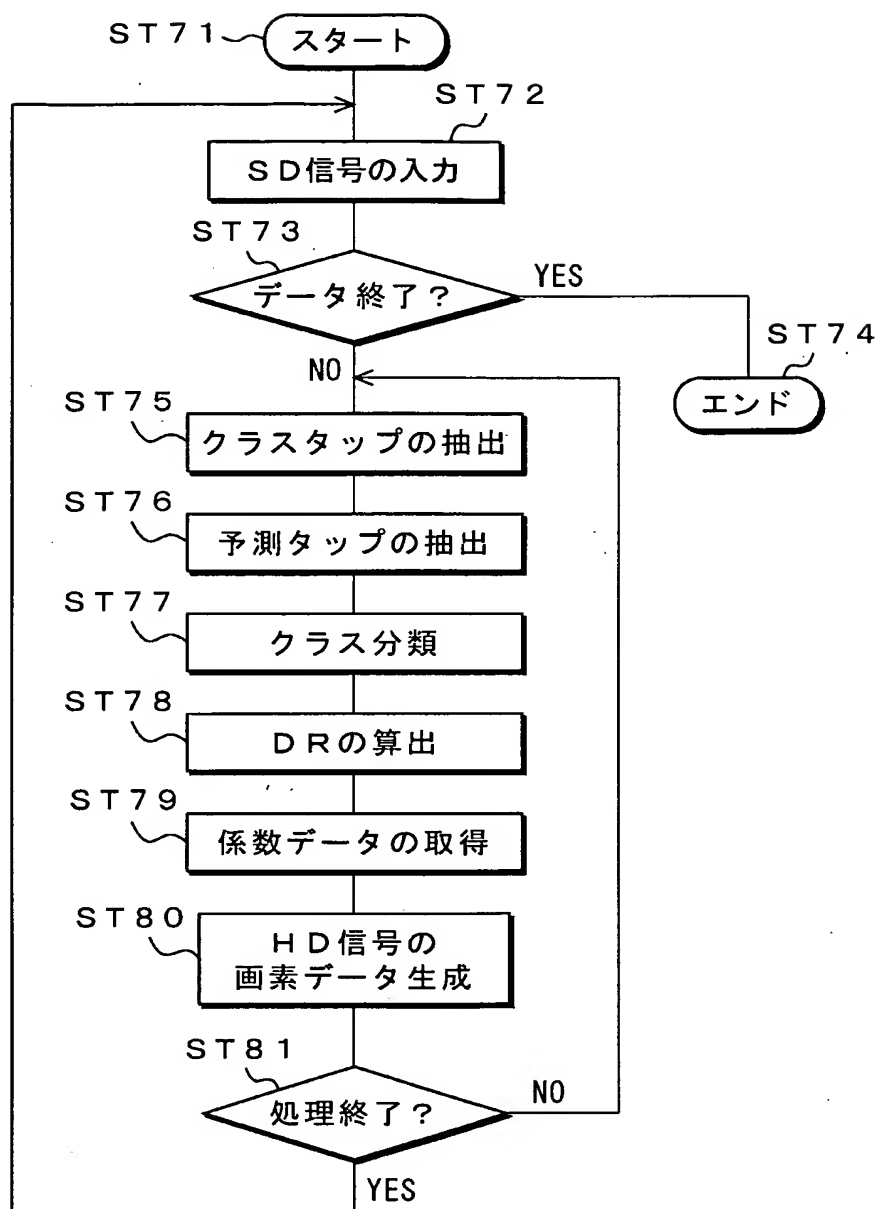 ST71
スタート
ST72
SD信号の入力
ST73
データ終了?
YES
ST74
エンド
NO
ST75
クラスタップの抽出
ST76
予測タップの抽出
ST77
クラス分類
ST78
DRの算出
ST79
係数データの取得
ST80
HD信号の
画素データ生成
ST81
処理終了?
NO
YES